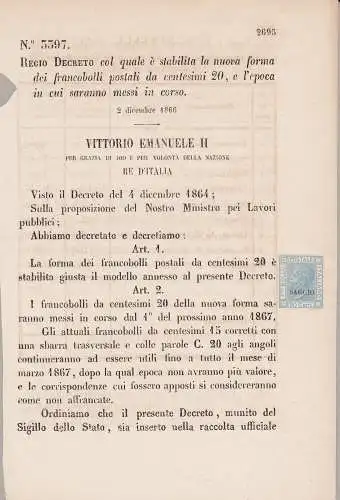 2693
N.º 3397.
REGIO DECRETO col quale è stabilita la nuova forma
dei francobolli postali da centesimi 20, e l'epoca
in cui saranno messi in corso.
2 dicembre 1866
VITTORIO EMANUELE II
PER GRAZIA DI DIO E PER VOLONTÀ DELLA NAZIONE
RE D'ITALIA
Visto il Decreto del 4 dicembre 1864;
Sulla proposizione del Nostro Ministro pei Lavori
pubblici;
Abbiamo decretato e decretiamo:
Art. 1.
La forma dei francobolli postali da centesimi 20 è
stabilita giusta il modello annesso al presente Decreto.
Art. 2.
I francobolli da centesimi 20 della nuova forma sa-
ranno messi in corso dal 1º del prossimo anno 1867,
Gli attuali francobolli da centesimi 15 corretti con
una sbarra trasversale e colle parole C. 20 agli angoli
continueranno ad essere utili fino a tutto il mese di
marzo 1867, dopo la qual epoca non avranno più valore,
e le corrispondenze cui fossero apposti si considereranno
come non affrancate.
Ordiniamo che il presente Decreto, munito del
Sigillo dello Stato, sia inserto nella raccolta ufficiale
SAGGIO